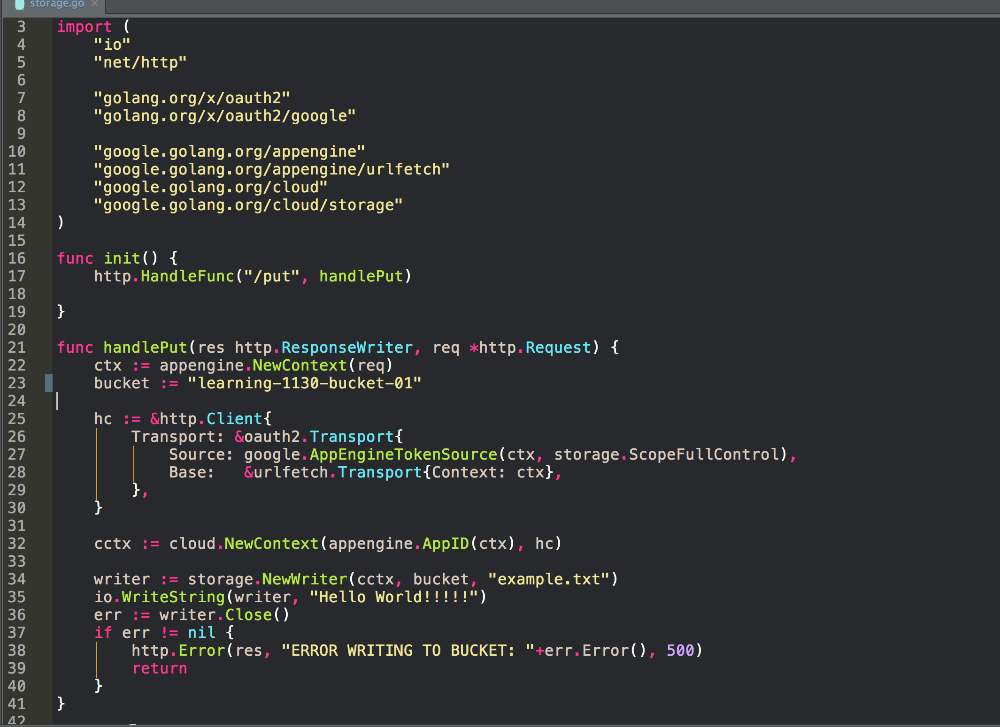 storage.go ×
3 import (
4     "io"
5     "net/http"
6
7     "golang.org/x/oauth2"
8     "golang.org/x/oauth2/google"
9
10     "google.golang.org/appengine"
11     "google.golang.org/appengine/urlfetch"
12     "google.golang.org/cloud"
13     "google.golang.org/cloud/storage"
14 )
15
16 func init() {
17     http.HandleFunc("/put", handlePut)
18
19 }
20
21 func handlePut(res http.ResponseWriter, req *http.Request) {
22     ctx := appengine.NewContext(req)
23     bucket := "learning-1130-bucket-01"
24
25     hc := &http.Client{
26         Transport: &oauth2.Transport{
27             Source: google.AppEngineTokenSource(ctx, storage.ScopeFullControl),
28             Base:   &urlfetch.Transport{Context: ctx},
29         },
30     }
31
32     cctx := cloud.NewContext(appengine.AppID(ctx), hc)
33
34     writer := storage.NewWriter(cctx, bucket, "example.txt")
35     io.WriteString(writer, "Hello World!!!!!")
36     err := writer.Close()
37     if err != nil {
38         http.Error(res, "ERROR WRITING TO BUCKET: "+err.Error(), 500)
39         return
40     }
41 }
42